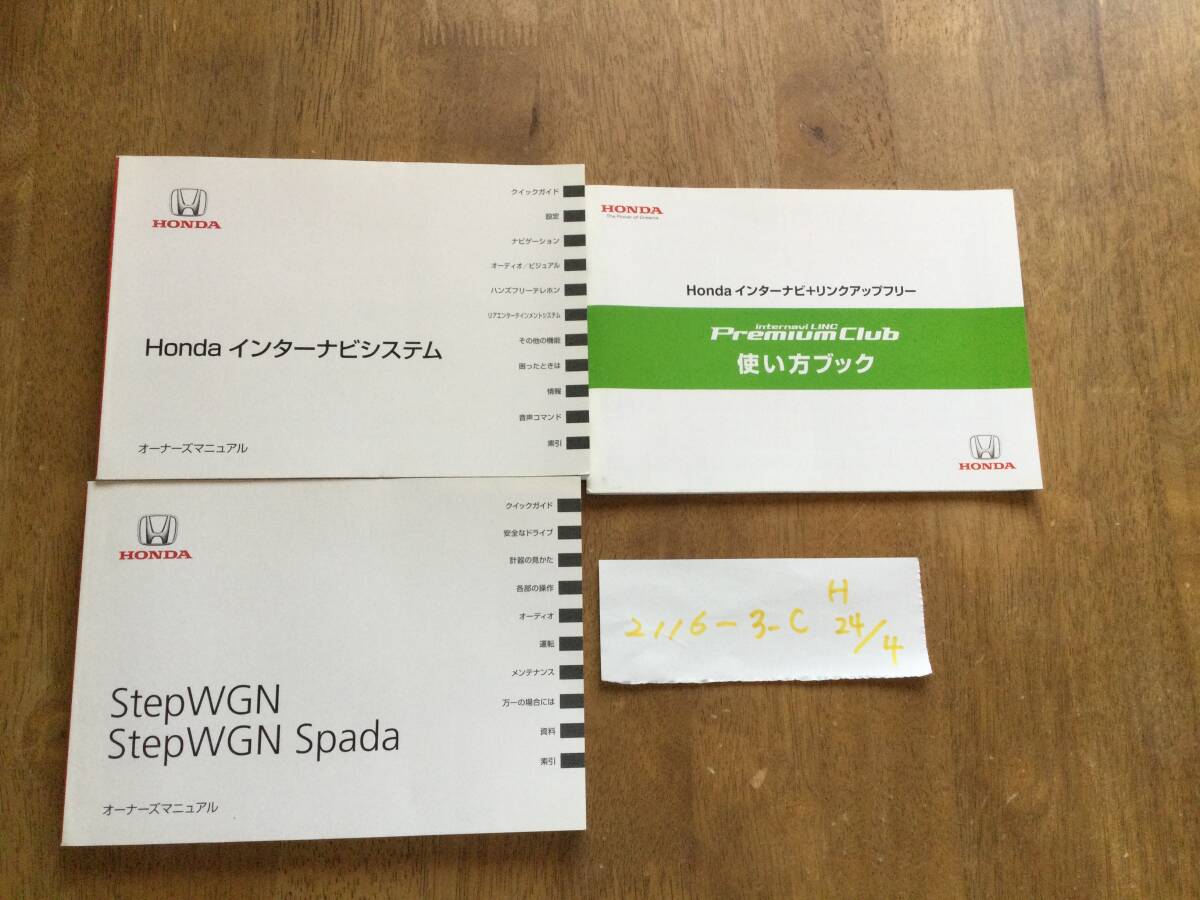 HONDA
Honda インターナビシステム
オーナーズマニュアル
クイックガイド
設定
ナビゲーション
オーディオ／ビジュアル
ハンズフリーテレホン
リアエンターテインメントシステム
その他の機能
困ったときは
情報
音声コマンド
索引
HONDA
The Power of Dreams
Honda インターナビ+リンクアップフリー
internavi LINC
Premium Club
使い方ブック
HONDA
HONDA
StepWGN
StepWGN Spada
オーナーズマニュアル
クイックガイド
安全なドライブ
計器の見かた
各部の操作
オーディオ
運転
メンテナンス
万一の場合には
資料
索引
H
2116-3-C 24/4